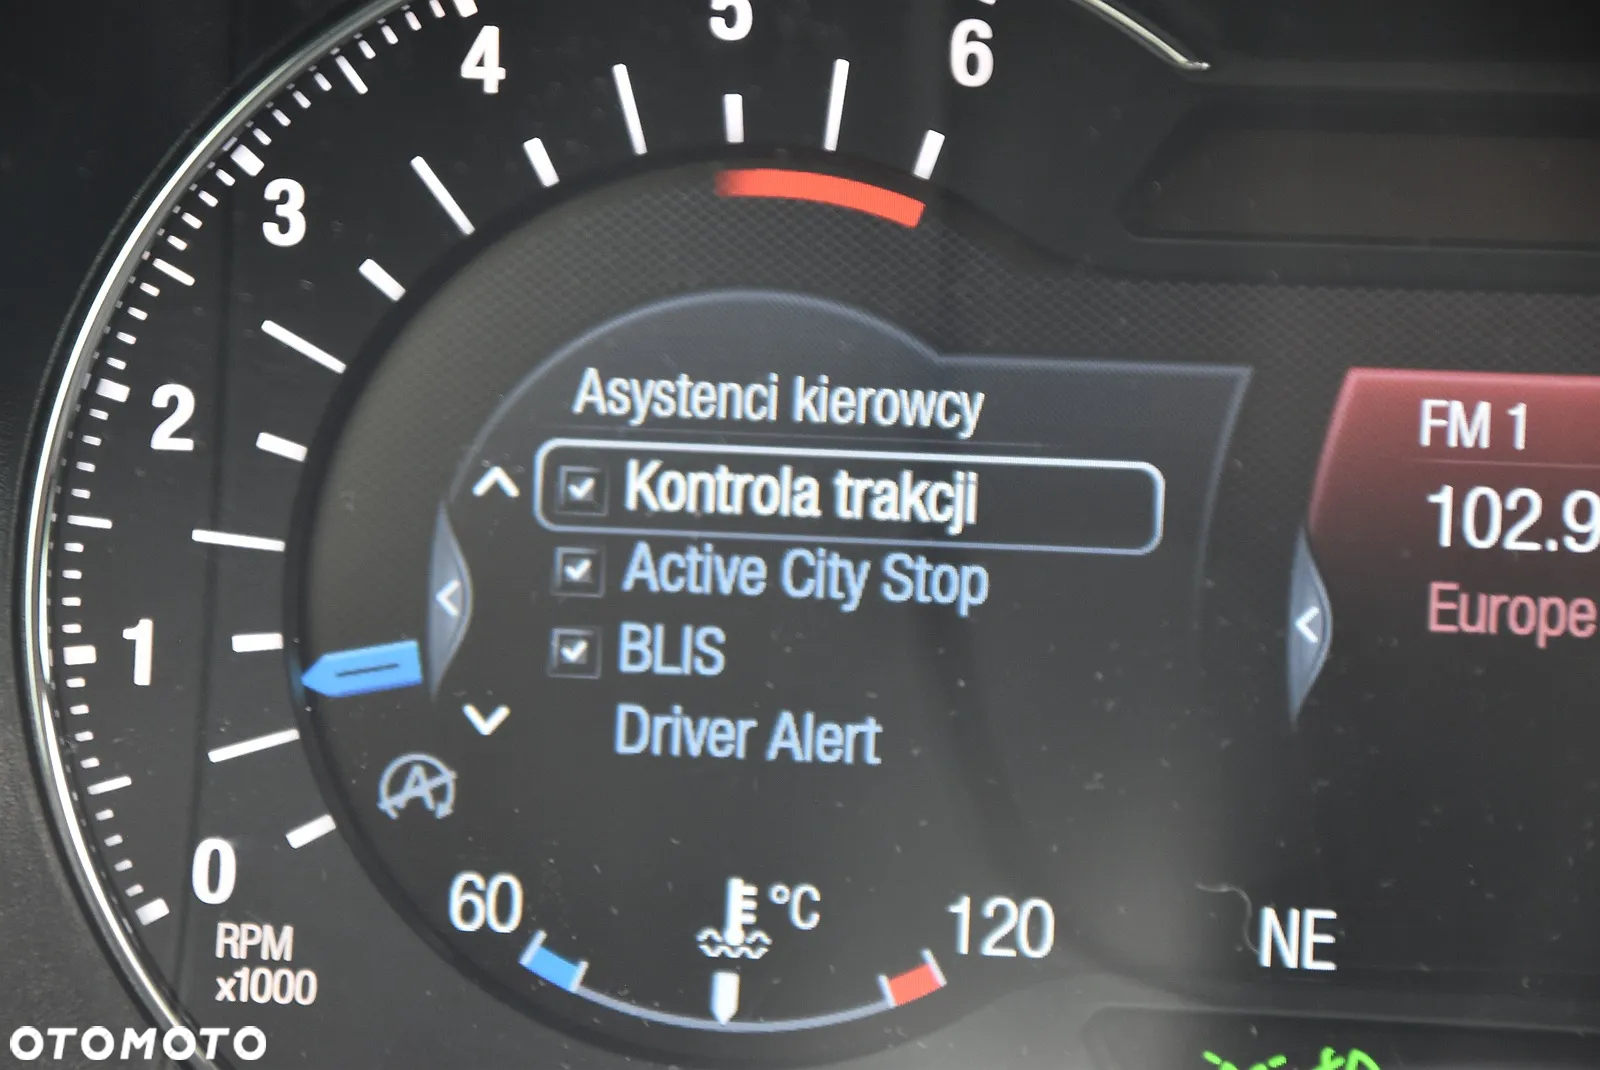 4
5
6
3
2
1
0
RPM
x1000
Asystenci kierowcy
Kontrola trakcji
Active City Stop
BLIS
Driver Alert
A
60
°C
120
FM 1
102.9
Europe
NE
OTOMOTO